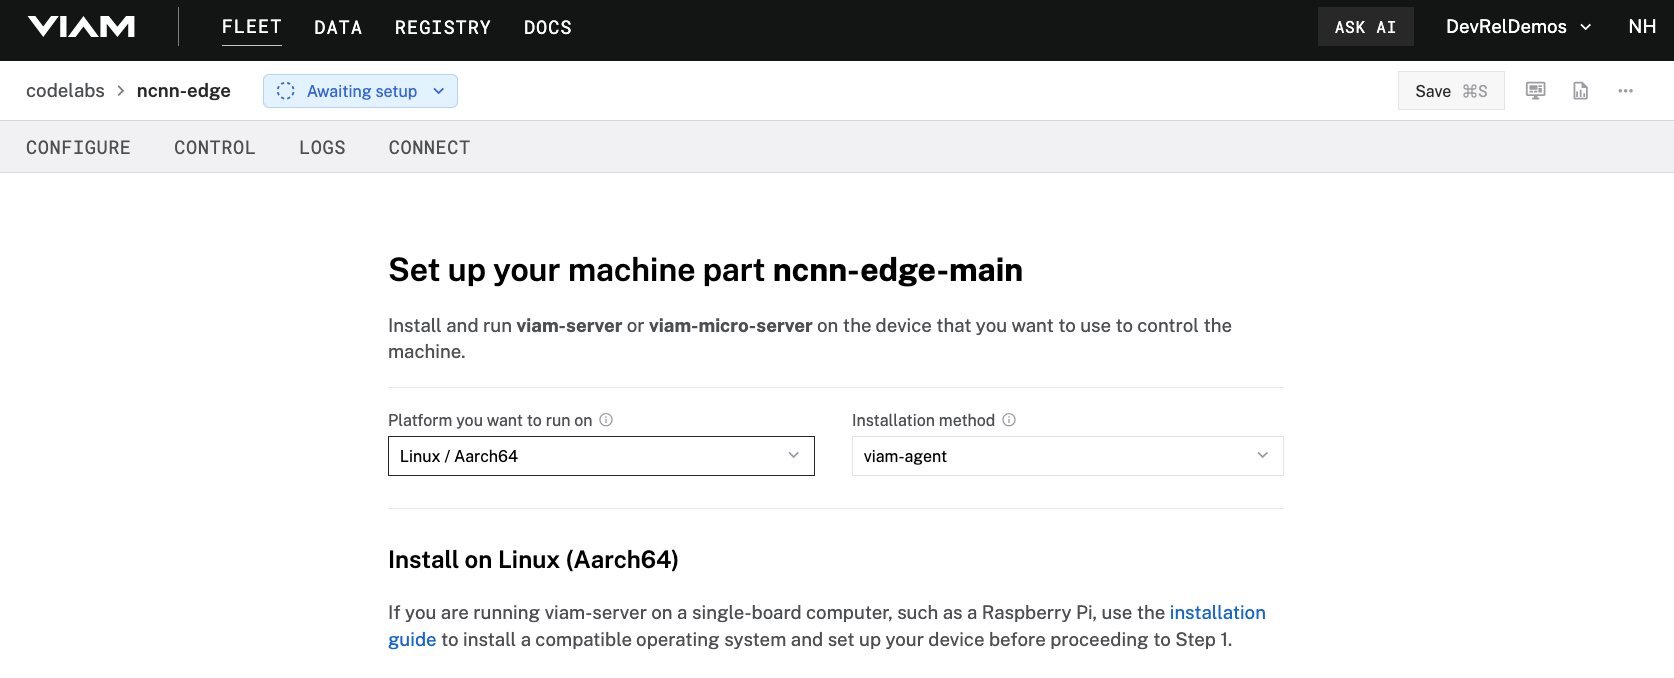 VIAM FLEET DATA REGISTRY DOCS ASK AI DevRelDemos NH
codelabs > ncnn-edge Awaiting setup Save ⌘S
CONFIGURE CONTROL LOGS CONNECT
Set up your machine part ncnn-edge-main
Install and run viam-server or viam-micro-server on the device that you want to use to control the
machine.
Platform you want to run on Installation method
Linux / Aarch64 viam-agent
Install on Linux (Aarch64)
If you are running viam-server on a single-board computer, such as a Raspberry Pi, use the installation
guide to install a compatible operating system and set up your device before proceeding to Step 1.